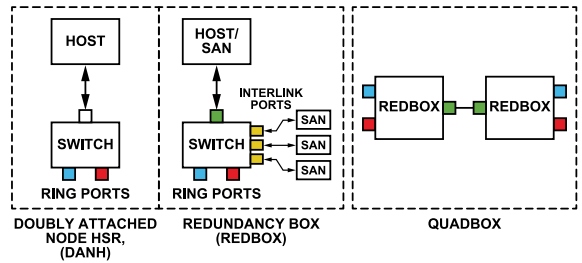 HOST
SWITCH
RING PORTS
DOUBLY ATTACHED
NODE HSR,
(DANH)
HOST/
SAN
INTERLINK
PORTS
SWITCH
SAN
SAN
SAN
RING PORTS
REDUNDANCY BOX
(REDBOX)
REDBOX
REDBOX
QUADBOX